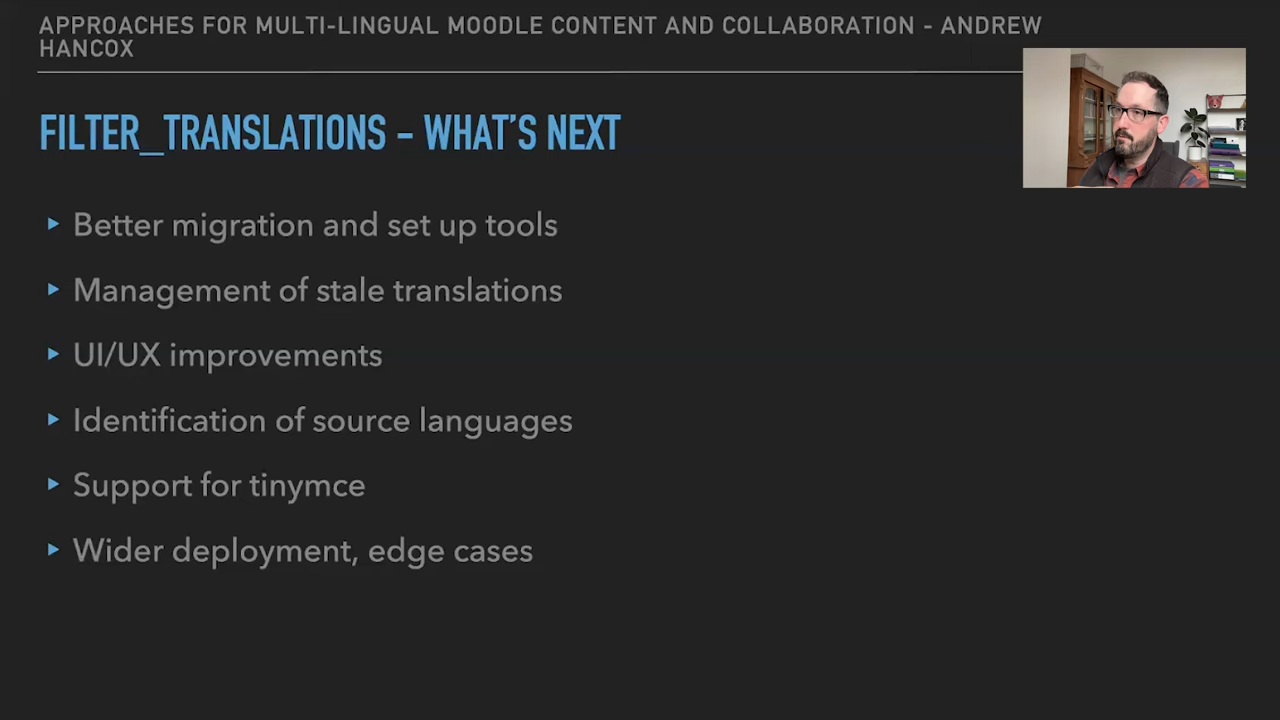 APPROACHES FOR MULTI-LINGUAL MOODLE CONTENT AND COLLABORATION - ANDREW
HANCOX
FILTER_TRANSLATIONS - WHAT'S NEXT
Better migration and set up tools
Management of stale translations
UI/UX improvements
Identification of source languages
Support for tinymce
Wider deployment, edge cases